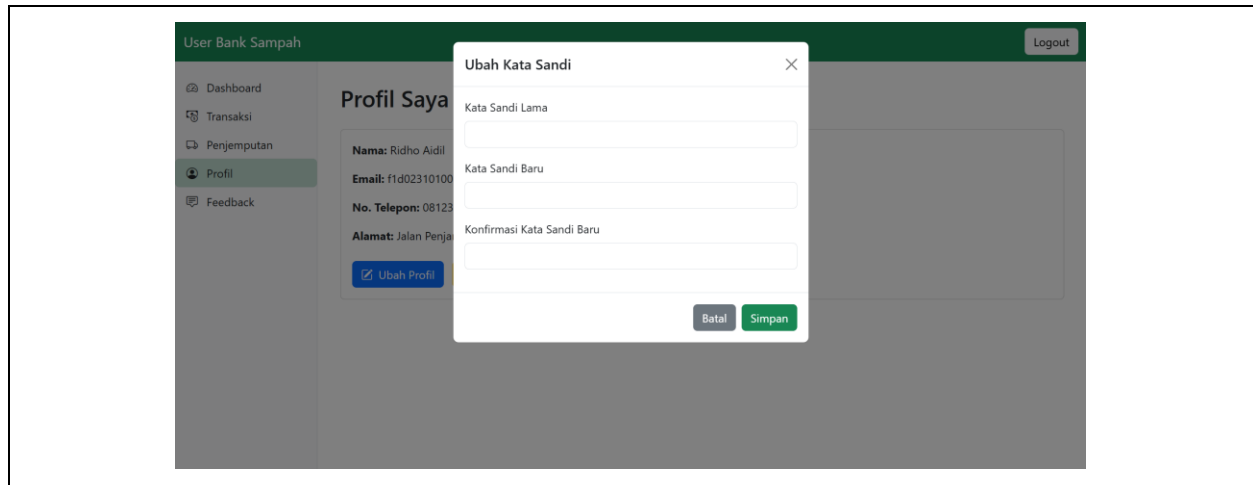 User Bank Sampah
Logout
Dashboard
Transaksi
Penjemputan
Profil
Feedback
Profil Saya
Nama: Ridho Aidil
Email: f1d02310100
No. Telepon: 08123
Alamat: Jalan
Ubah Profil
Ubah Kata Sandi
Kata Sandi Lama
Kata Sandi Baru
Konfirmasi Kata Sandi Baru
Batal
Simpan